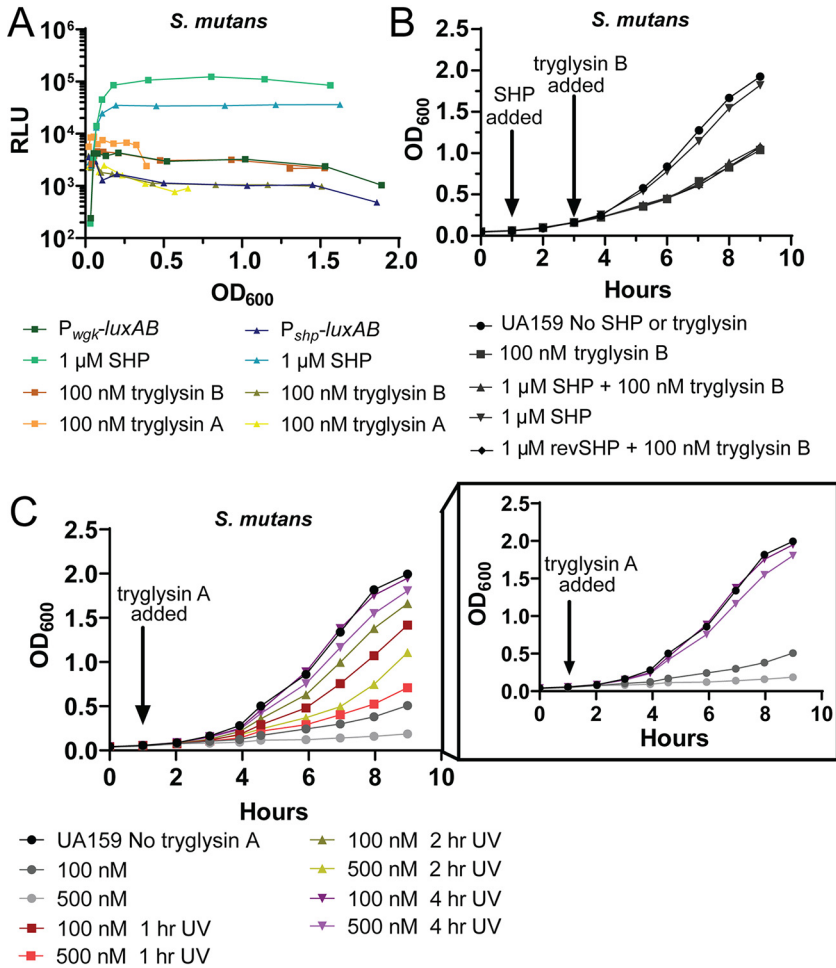 A
S. mutans
RLU
10⁶
10⁵
10⁴
10³
10²
0.0 0.5 1.0 1.5 2.0
OD600
Pwgk-luxAB
1 µM SHP
100 nM tryglysin B
100 nM tryglysin A
Pshp-luxAB
1 µM SHP
100 nM tryglysin B
100 nM tryglysin A
B
S. mutans
OD600
2.5
2.0
1.5
1.0
0.5
0.0
SHP
added
tryglysin B
added
0 2 4 6 8 10
Hours
UA159 No SHP or tryglysin
100 nM tryglysin B
1 µM SHP + 100 nM tryglysin B
1 µM SHP
1 µM revSHP + 100 nM tryglysin B
C
S. mutans
OD600
2.5
2.0
1.5
1.0
0.5
0.0
tryglysin A
added
0 2 4 6 8 10
Hours
OD600
2.5
2.0
1.5
1.0
0.5
0.0
tryglysin A
added
0 2 4 6 8 10
Hours
UA159 No tryglysin A
100 nM
500 nM
100 nM 1 hr UV
500 nM 1 hr UV
100 nM 2 hr UV
500 nM 2 hr UV
100 nM 4 hr UV
500 nM 4 hr UV